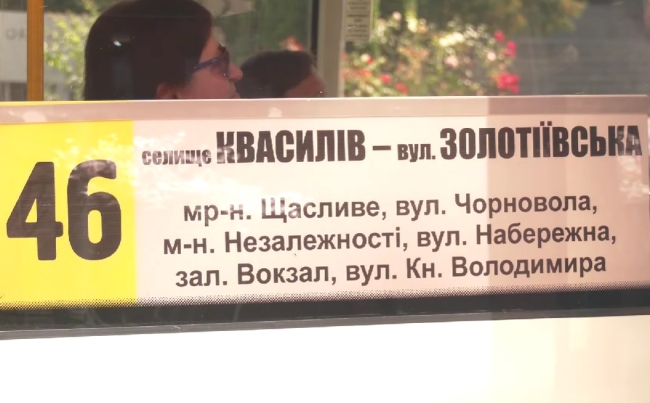 46
селище КВАСИЛІВ – вул. ЗОЛОТІЇВСЬКА
мр-н. Щасливе, вул. Чорновола,
м-н. Незалежності, вул. Набережна,
зал. Вокзал, вул. Кн. Володимира